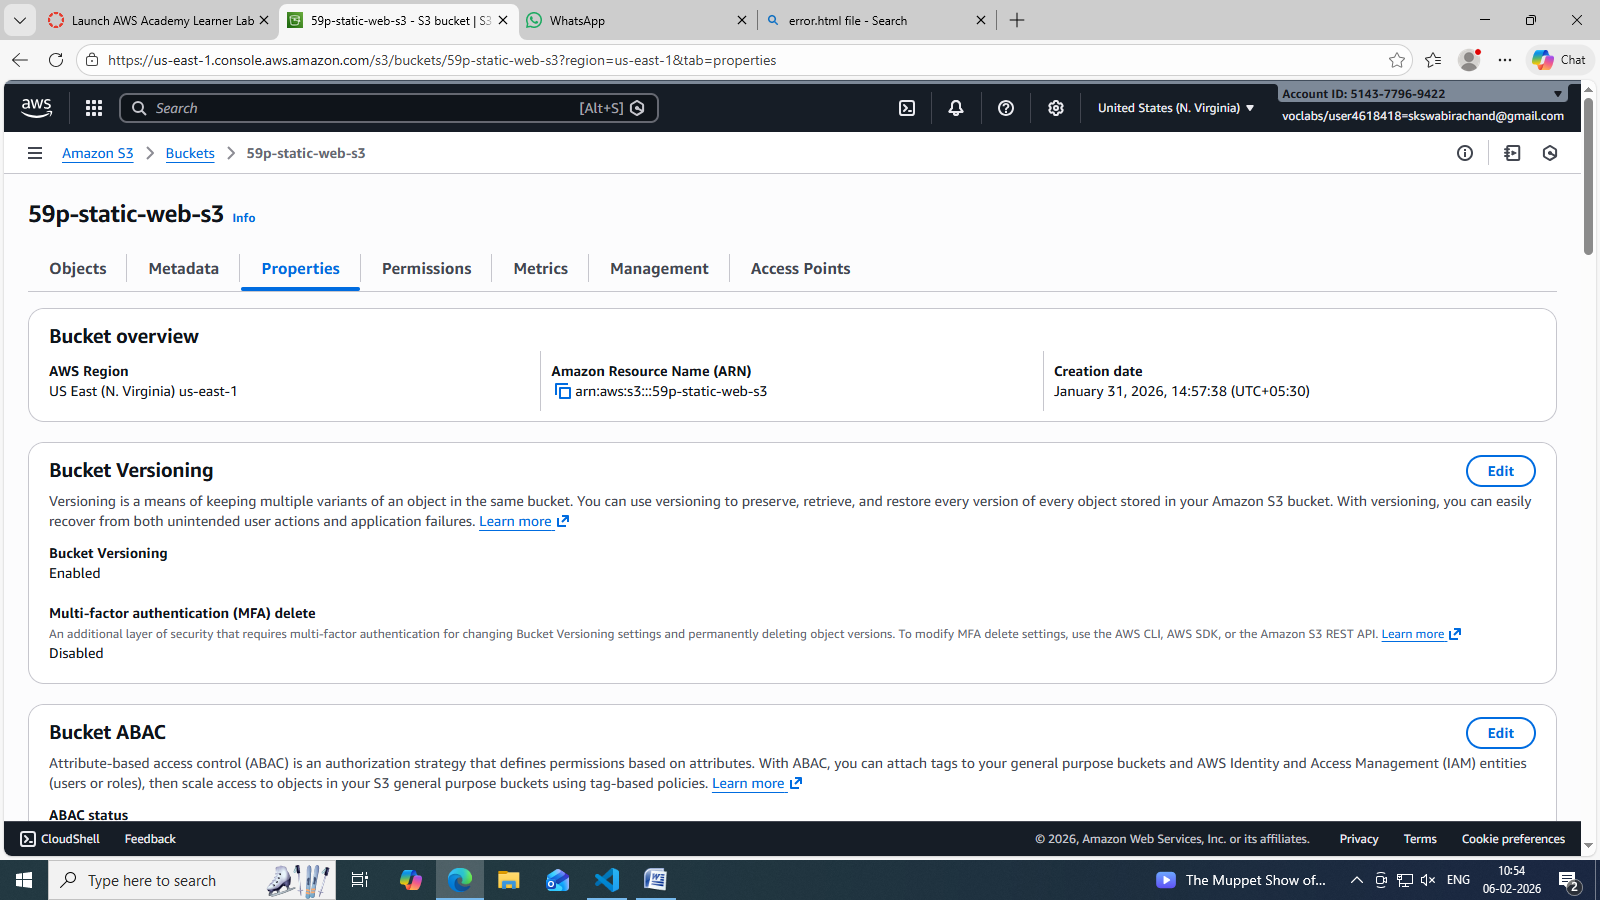 Launch AWS Academy Learner Lab
59p-static-web-s3 - S3 bucket | S3
WhatsApp
error.html file - Search
https://us-east-1.console.aws.amazon.com/s3/buckets/59p-static-web-s3?region=us-east-1&tab=properties
Chat
aws
Search
[Alt+S]
United States (N. Virginia)
Account ID: 5143-7796-9422
voclabs/user4618418=skswabirachand@gmail.com
Amazon S3
Buckets
59p-static-web-s3
59p-static-web-s3 Info
Objects
Metadata
Properties
Permissions
Metrics
Management
Access Points
Bucket overview
AWS Region
US East (N. Virginia) us-east-1
Amazon Resource Name (ARN)
arn:aws:s3:::59p-static-web-s3
Creation date
January 31, 2026, 14:57:38 (UTC+05:30)
Bucket Versioning
Edit
Versioning is a means of keeping multiple variants of an object in the same bucket. You can use versioning to preserve, retrieve, and restore every version of every object stored in your Amazon S3 bucket. With versioning, you can easily
recover from both unintended user actions and application failures. Learn more
Bucket Versioning
Enabled
Multi-factor authentication (MFA) delete
An additional layer of security that requires multi-factor authentication for changing Bucket Versioning settings and permanently deleting object versions. To modify MFA delete settings, use the AWS CLI, AWS SDK, or the Amazon S3 REST API. Learn more
Disabled
Bucket ABAC
Edit
Attribute-based access control (ABAC) is an authorization strategy that defines permissions based on attributes. With ABAC, you can attach tags to your general purpose buckets and AWS Identity and Access Management (IAM) entities
(users or roles), then scale access to objects in your S3 general purpose buckets using tag-based policies. Learn more
ABAC status
CloudShell
Feedback
© 2026, Amazon Web Services, Inc. or its affiliates.
Privacy
Terms
Cookie preferences
Type here to search
The Muppet Show of...
ENG
10:54
06-02-2026
2